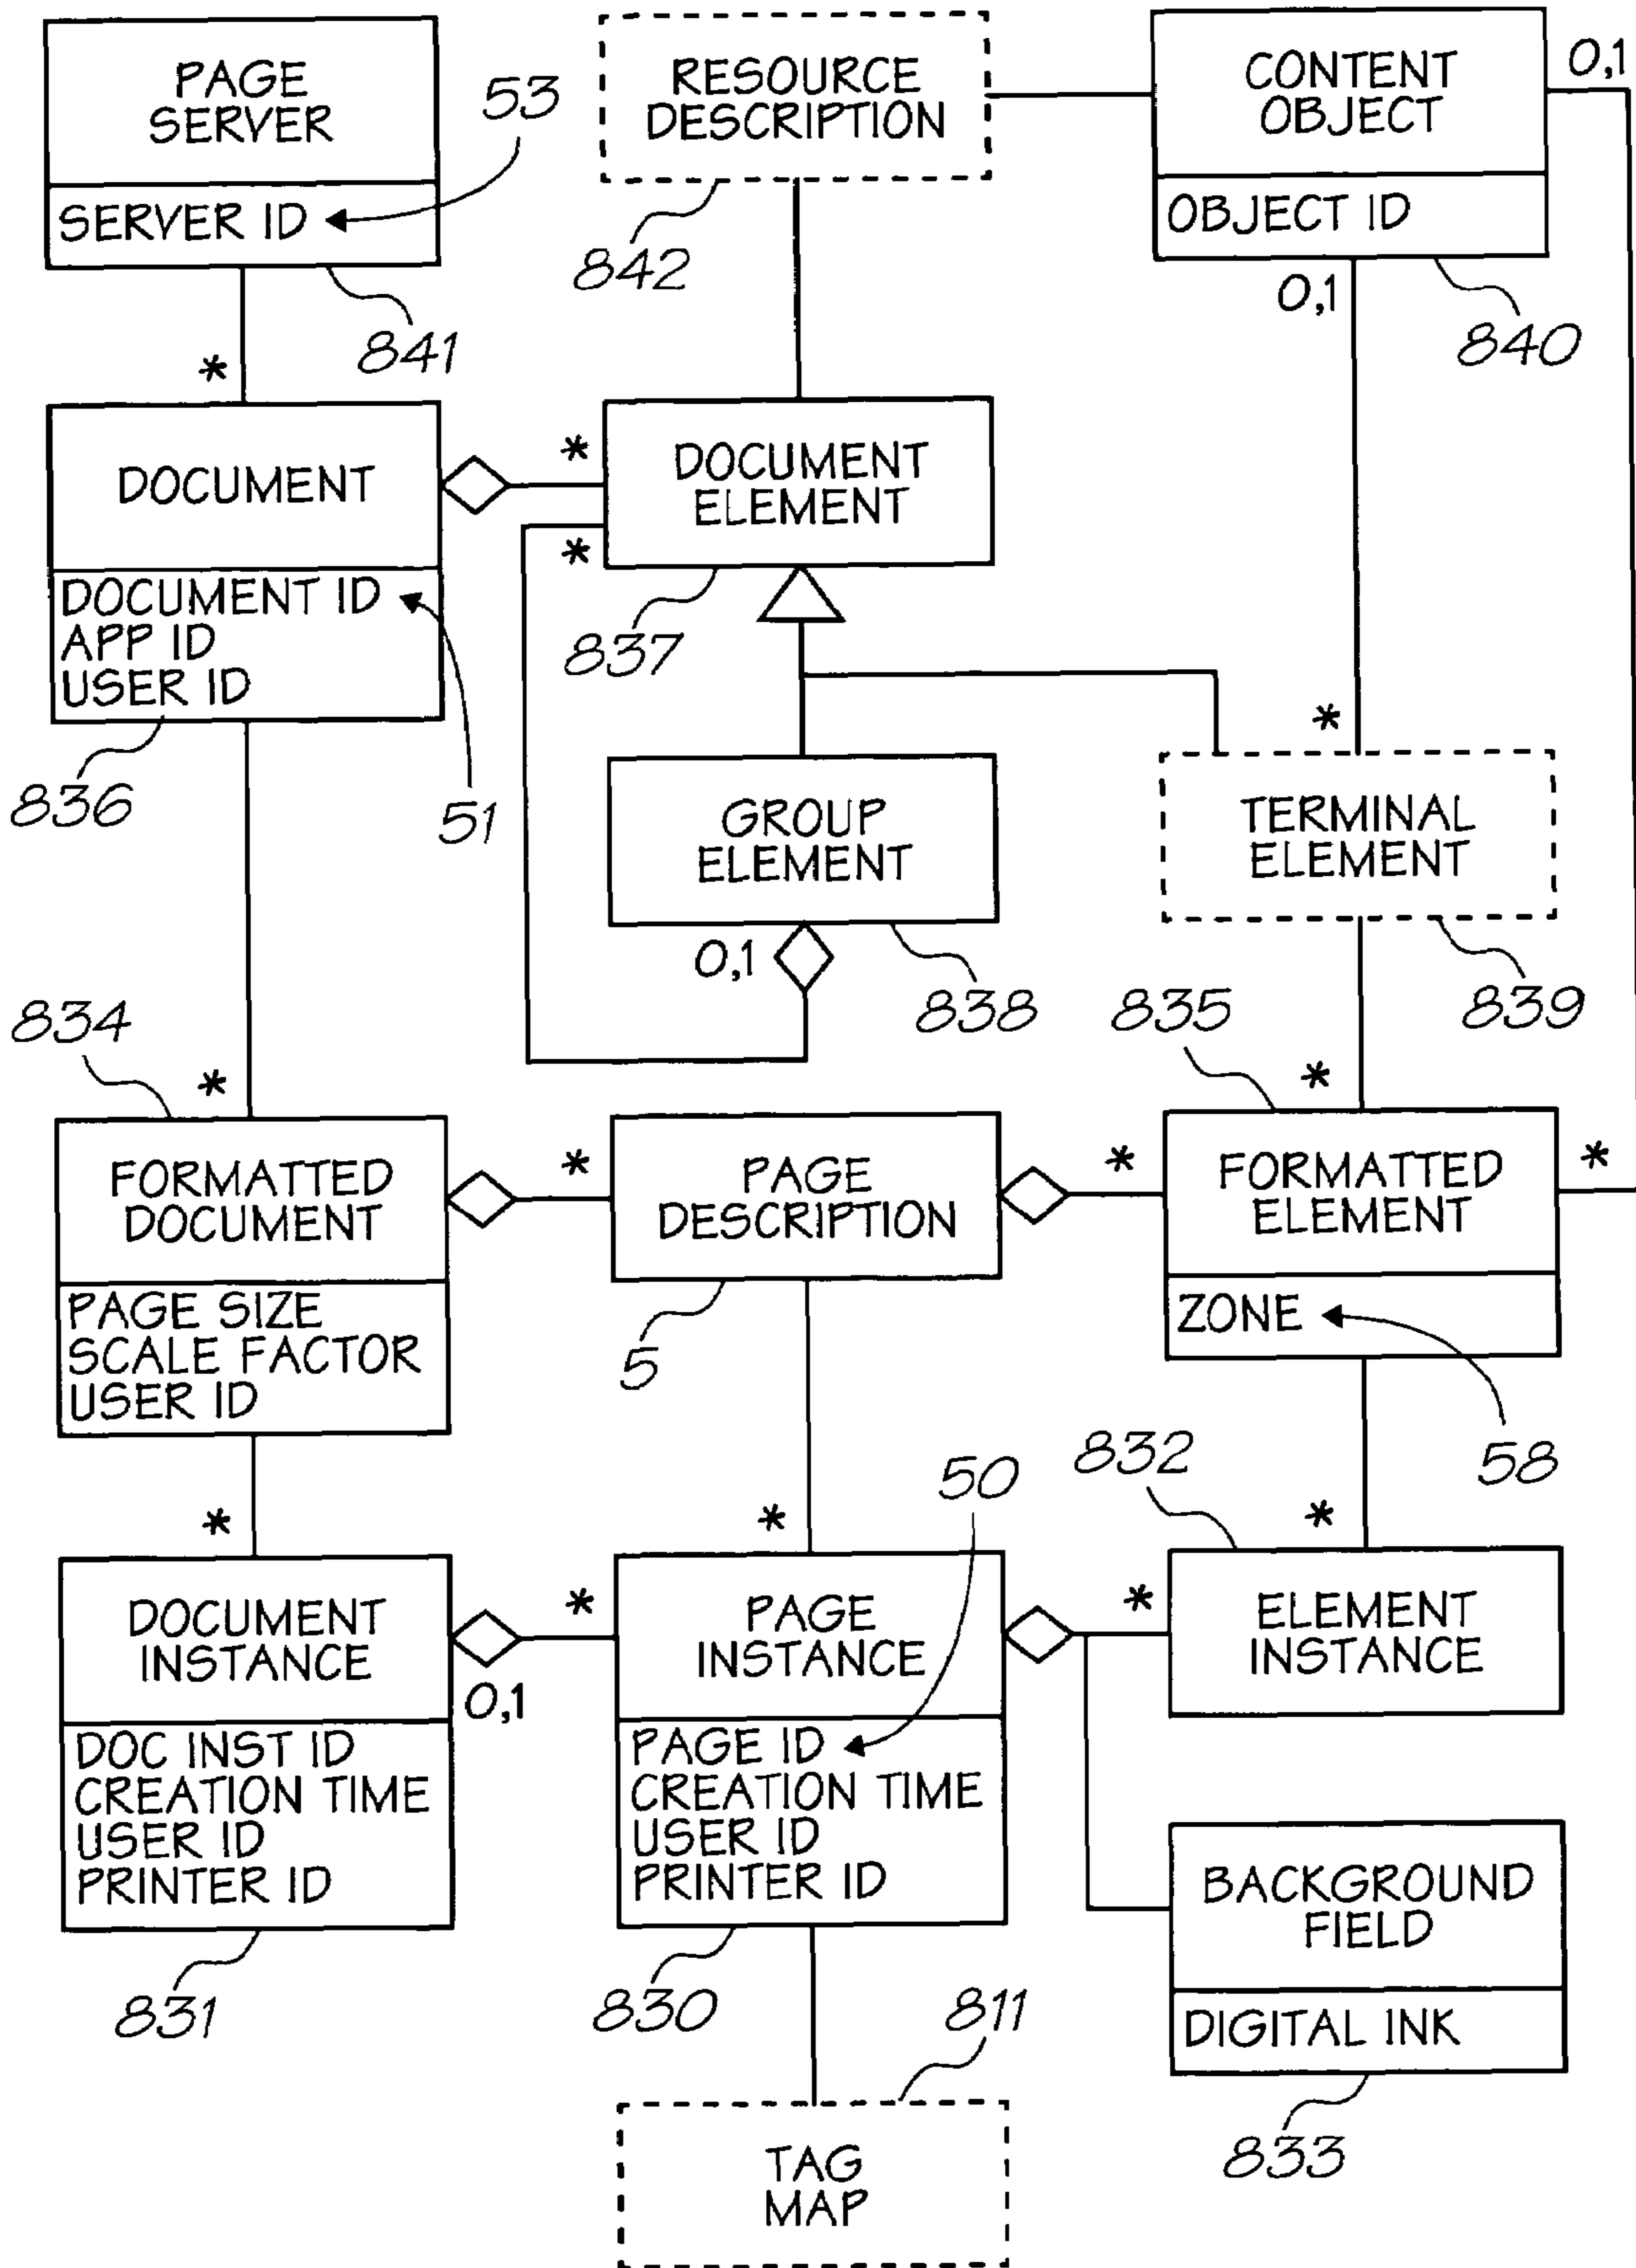 PAGE
SERVER
SERVER ID
53
841
RESOURCE
DESCRIPTION
842
CONTENT
OBJECT
OBJECT ID
0,1
0,1
840
*
DOCUMENT
DOCUMENT ID
APP ID
USER ID
836
51
*
*
DOCUMENT
ELEMENT
837
GROUP
ELEMENT
0,1
838
*
TERMINAL
ELEMENT
839
834
*
FORMATTED
DOCUMENT
PAGE SIZE
SCALE FACTOR
USER ID
*
PAGE
DESCRIPTION
5
835
*
*
*
FORMATTED
ELEMENT
ZONE
58
*
DOCUMENT
INSTANCE
DOC INST ID
CREATION TIME
USER ID
PRINTER ID
831
0,1
*
*
50
PAGE
INSTANCE
PAGE ID
CREATION TIME
USER ID
PRINTER ID
830
832
*
*
ELEMENT
INSTANCE
BACKGROUND
FIELD
DIGITAL INK
833
811
TAG
MAP